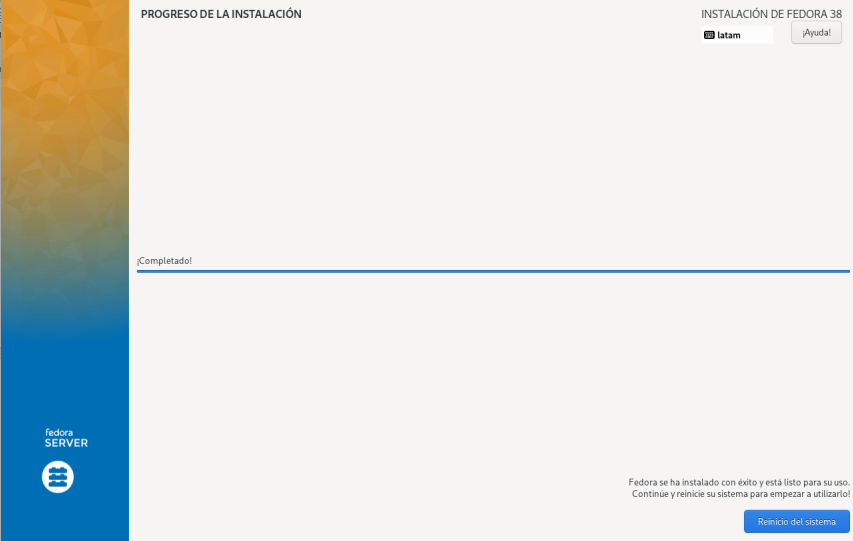 PROGRESO DE LA INSTALACIÓN
INSTALACIÓN DE FEDORA 38
latam
¡Ayuda!
¡Completado!
fedora
SERVER
Fedora se ha instalado con éxito y está listo para su uso.
Continúe y reinicie su sistema para empezar a utilizarlo!
Reinicio del sistema